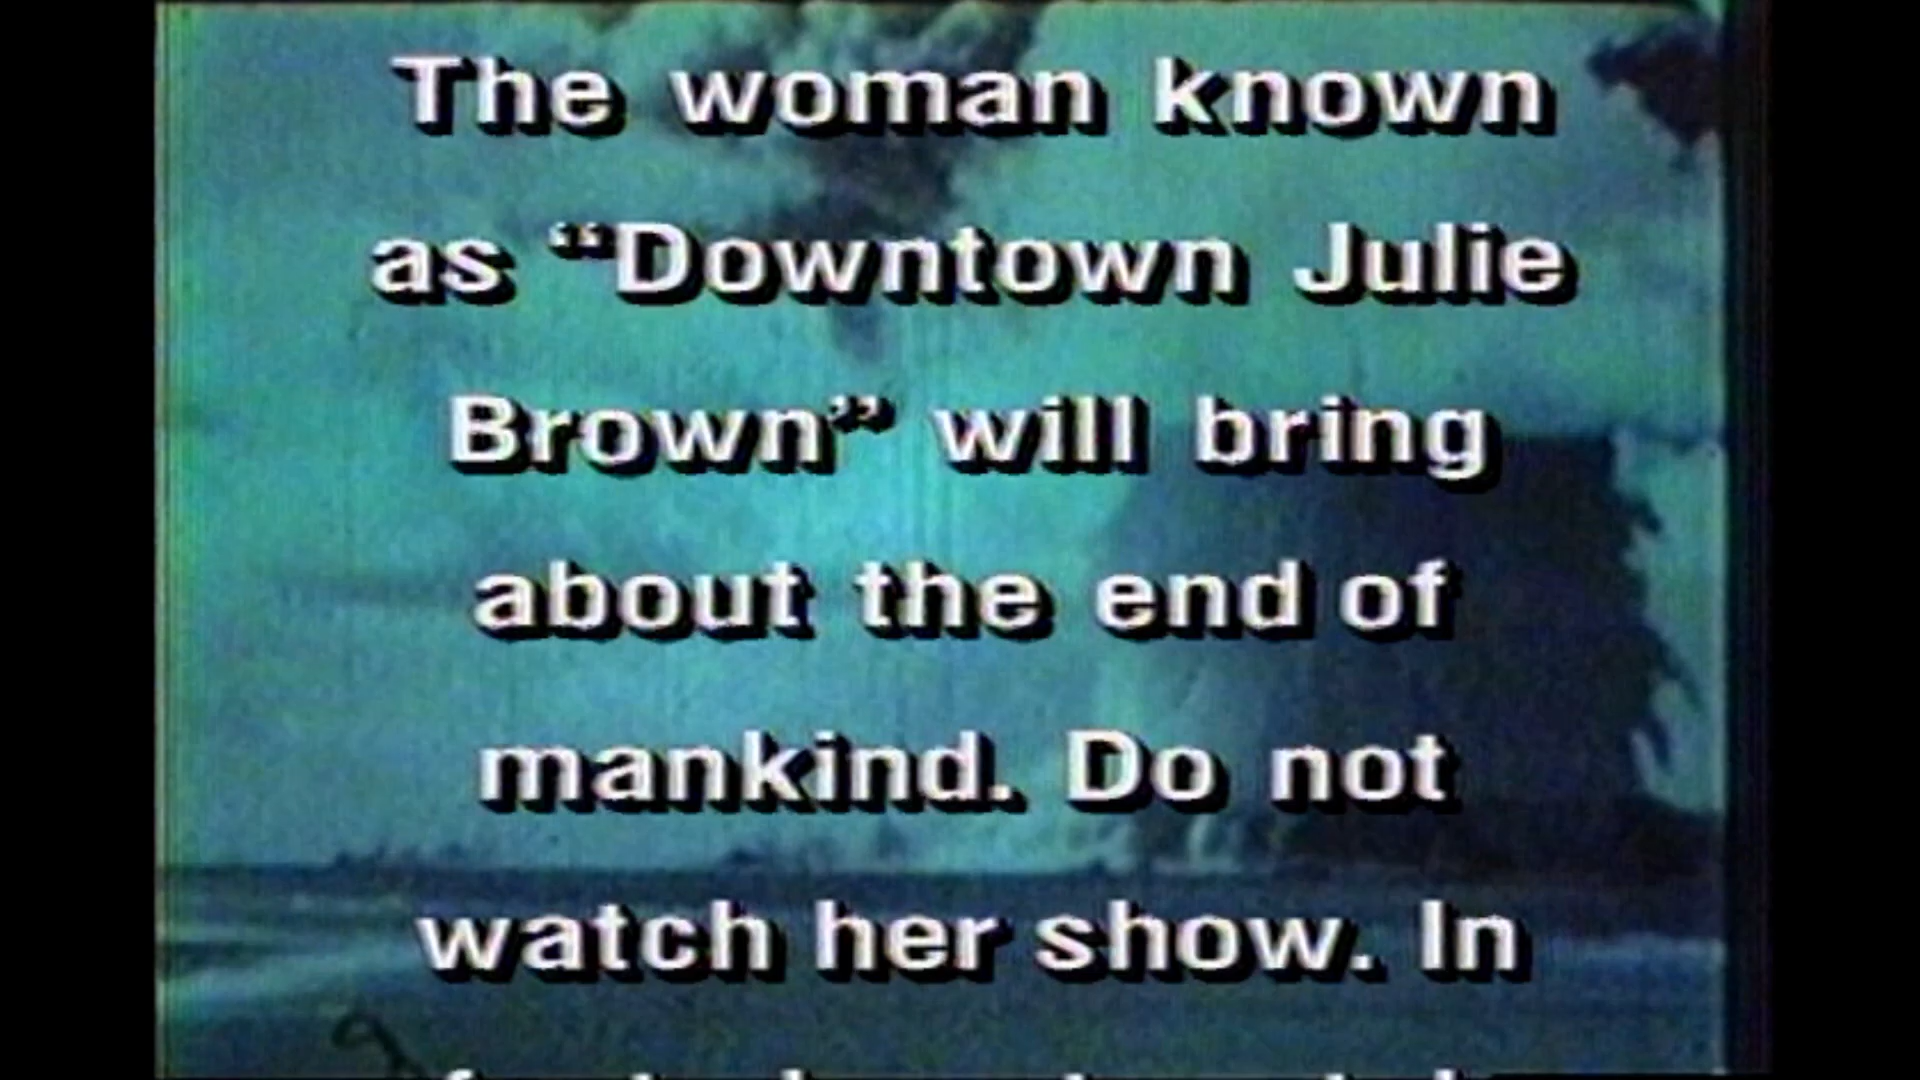 The woman known
as “Downtown Julie
Brown” will bring
about the end of
mankind. Do not
watch her show. In